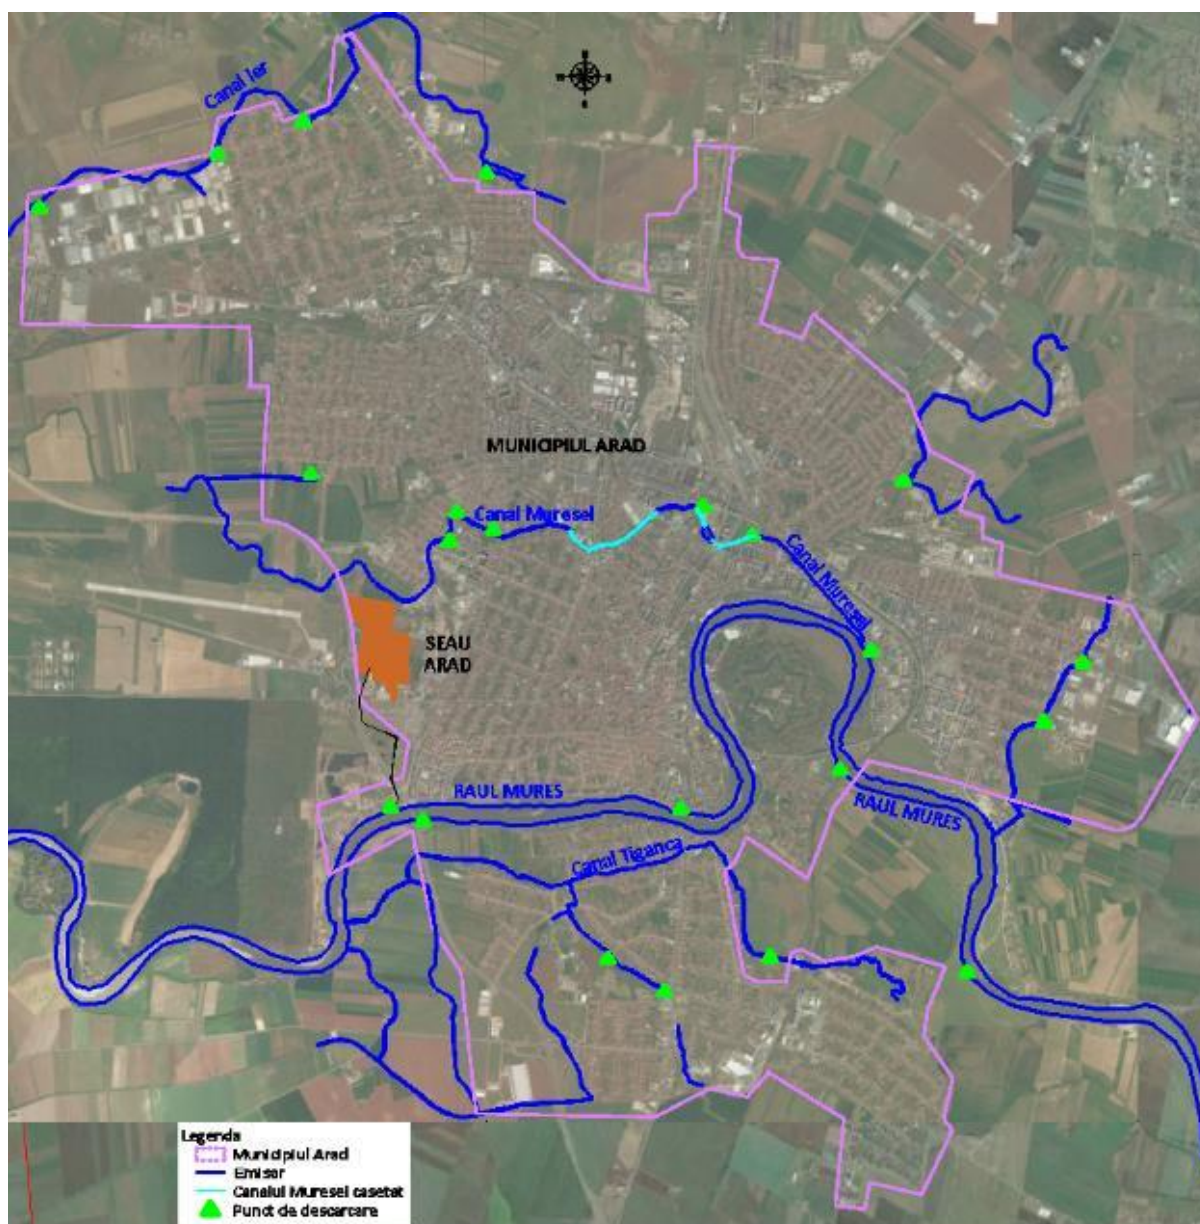 Canal Ier
N
W E
S
MUNICIPIUL ARAD
Canal Muresel
Canal Muresel
SEAU
ARAD
RAUL MURES
RAUL MURES
Canal Tiganca
Legenda
Municipiul Arad
Emisar
Canalul Muresel casetat
Punct de descarcare